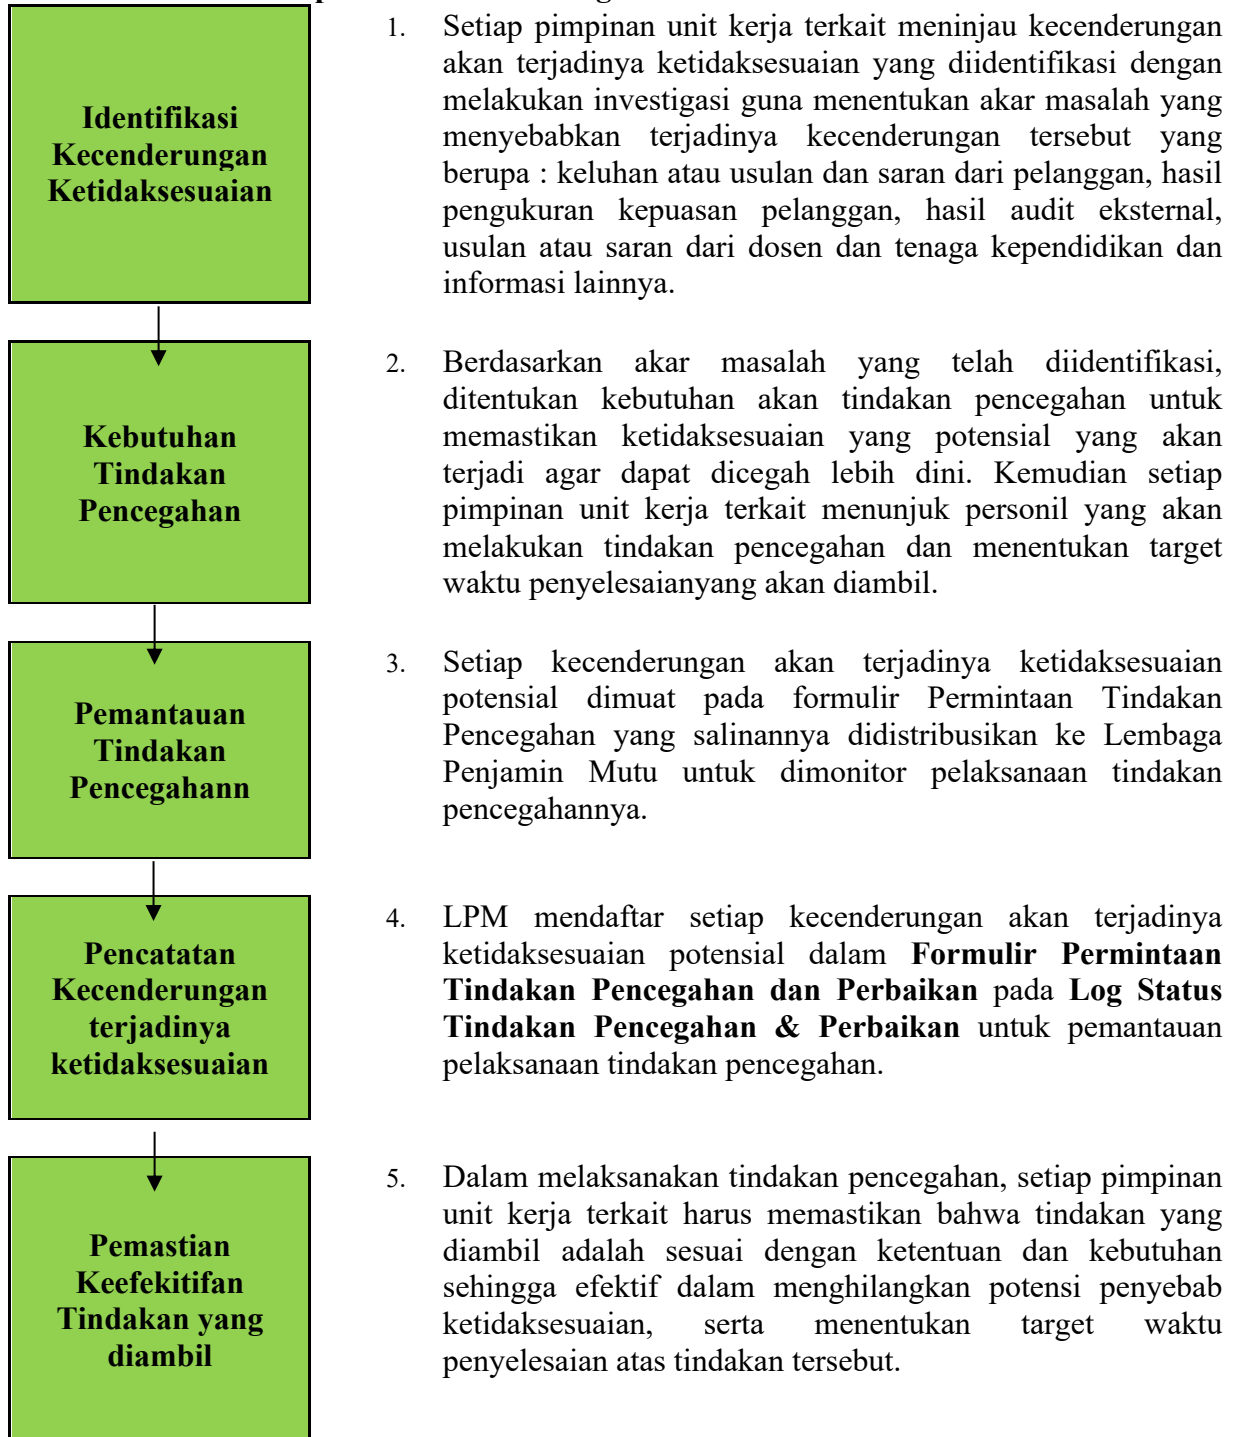 Identifikasi
Kecenderungan
Ketidaksesuaian
1. Setiap pimpinan unit kerja terkait meninjau kecenderungan
akan terjadinya ketidaksesuaian yang diidentifikasi dengan
melakukan investigasi guna menentukan akar masalah yang
menyebabkan terjadinya kecenderungan tersebut yang
berupa : keluhan atau usulan dan saran dari pelanggan, hasil
pengukuran kepuasan pelanggan, hasil audit eksternal,
usulan atau saran dari dosen dan tenaga kependidikan dan
informasi lainnya.
Kebutuhan
Tindakan
Pencegahan
2. Berdasarkan akar masalah yang telah diidentifikasi,
ditentukan kebutuhan akan tindakan pencegahan untuk
memastikan ketidaksesuaian yang potensial yang akan
terjadi agar dapat dicegah lebih dini. Kemudian setiap
pimpinan unit kerja terkait menunjuk personil yang akan
melakukan tindakan pencegahan dan menentukan target
waktu penyelesaianyang akan diambil.
Pemantauan
Tindakan
Pencegahann
3. Setiap kecenderungan akan terjadinya ketidaksesuaian
potensial dimuat pada formulir Permintaan Tindakan
Pencegahan yang salinannya didistribusikan ke Lembaga
Penjamin Mutu untuk dimonitor pelaksanaan tindakan
pencegahannya.
Pencatatan
Kecenderungan
terjadinya
ketidaksesuaian
4. LPM mendaftar setiap kecenderungan akan terjadinya
ketidaksesuaian potensial dalam Formulir Permintaan
Tindakan Pencegahan dan Perbaikan pada Log Status
Tindakan Pencegahan & Perbaikan untuk pemantauan
pelaksanaan tindakan pencegahan.
Pemastian
Keefekitifan
Tindakan yang
diambil
5. Dalam melaksanakan tindakan pencegahan, setiap pimpinan
unit kerja terkait harus memastikan bahwa tindakan yang
diambil adalah sesuai dengan ketentuan dan kebutuhan
sehingga efektif dalam menghilangkan potensi penyebab
ketidaksesuaian, serta menentukan target waktu
penyelesaian atas tindakan tersebut.